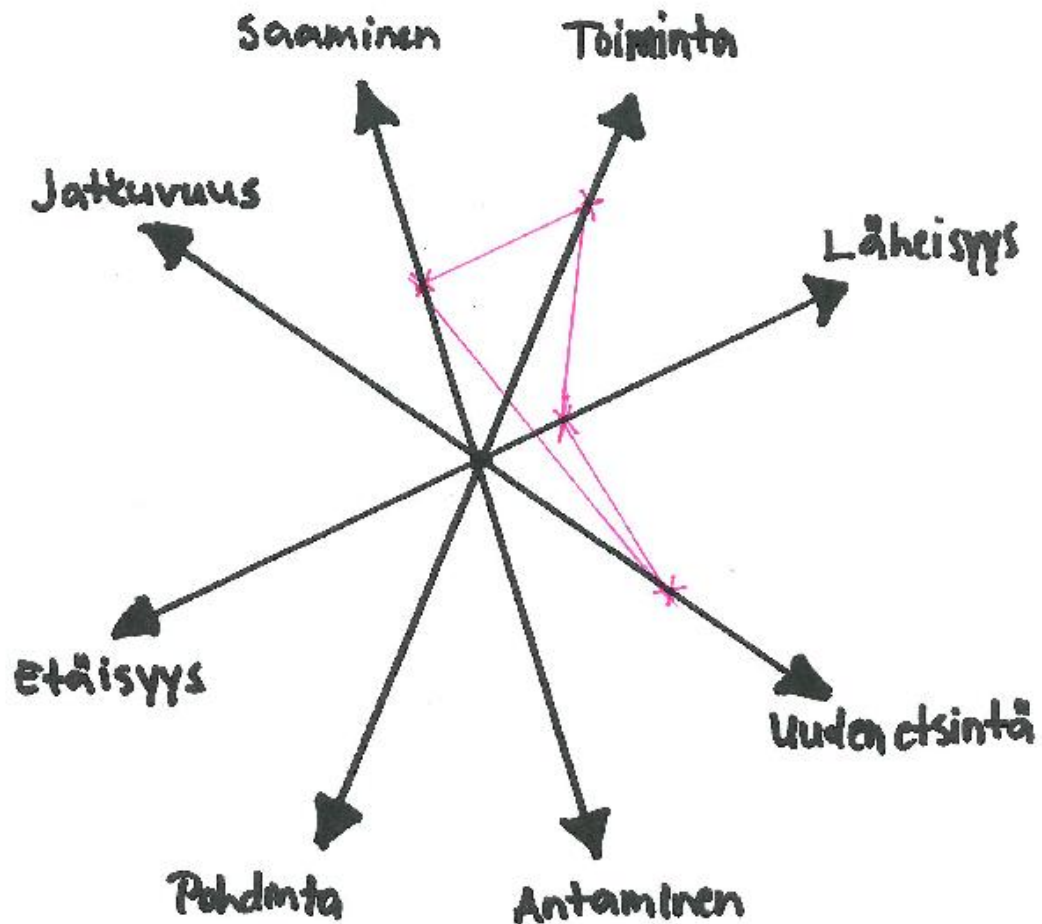 Saaminen
Toiminta
Jatkuvuus
Läheisyys
Etäisyys
Uuden etsintä
Pohdinta
Antaminen